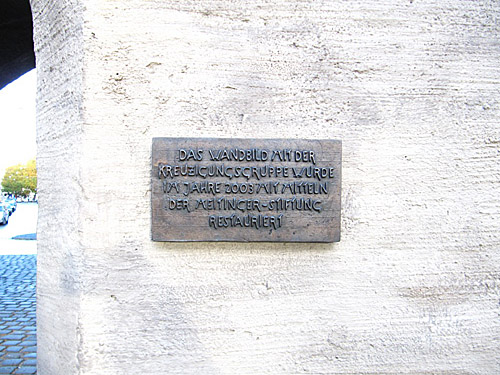 DAS WANDBILD MIT DER
KREUZIGUNGSGRUPPE WURDE
IM JAHRE 2003 MIT MITTELN
DER MEITINGER-STIFTUNG
RESTAURIERT